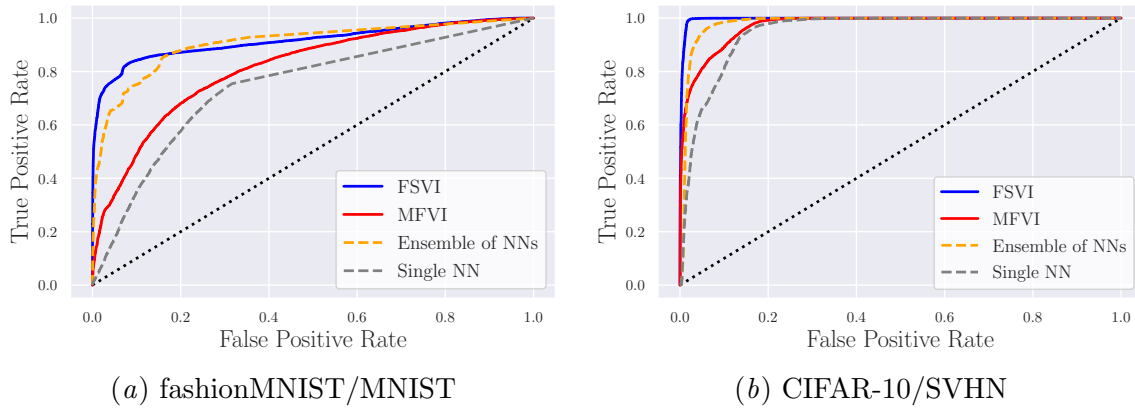 True Positive Rate
1.0
0.8
0.6
0.4
0.2
0.0
FSVI
MFVI
Ensemble of NNs
Single NN
0.0 0.2 0.4 0.6 0.8 1.0
False Positive Rate
(a) fashionMNIST/MNIST
True Positive Rate
1.0
0.8
0.6
0.4
0.2
0.0
FSVI
MFVI
Ensemble of NNs
Single NN
0.0 0.2 0.4 0.6 0.8 1.0
False Positive Rate
(b) CIFAR-10/SVHN